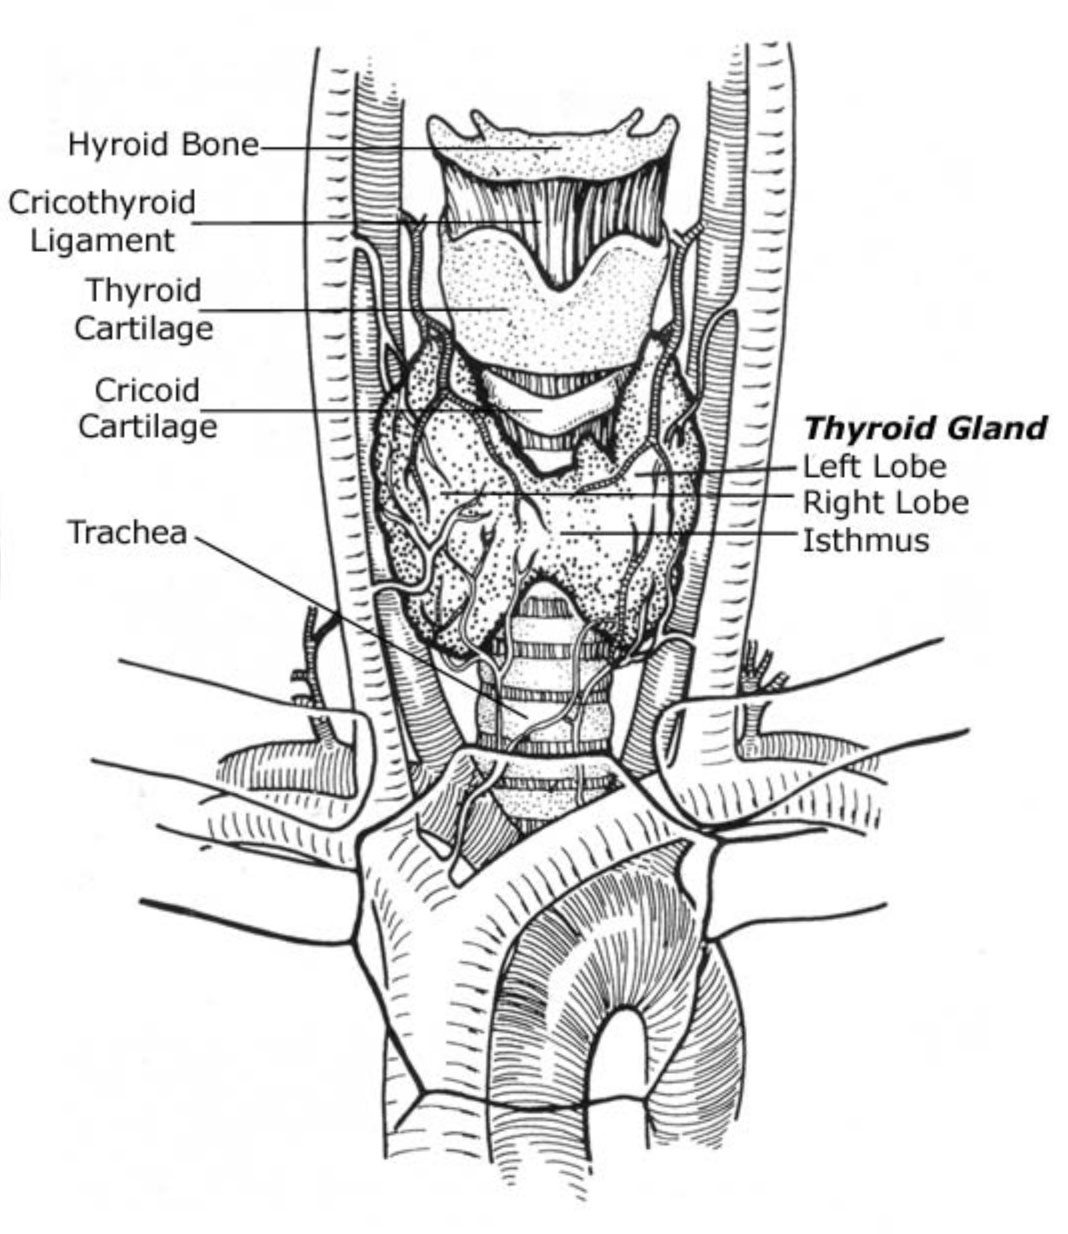 Hyroid Bone
Cricothyroid
Ligament
Thyroid
Cartilage
Cricoid
Cartilage
Trachea
Thyroid Gland
Left Lobe
Right Lobe
Isthmus